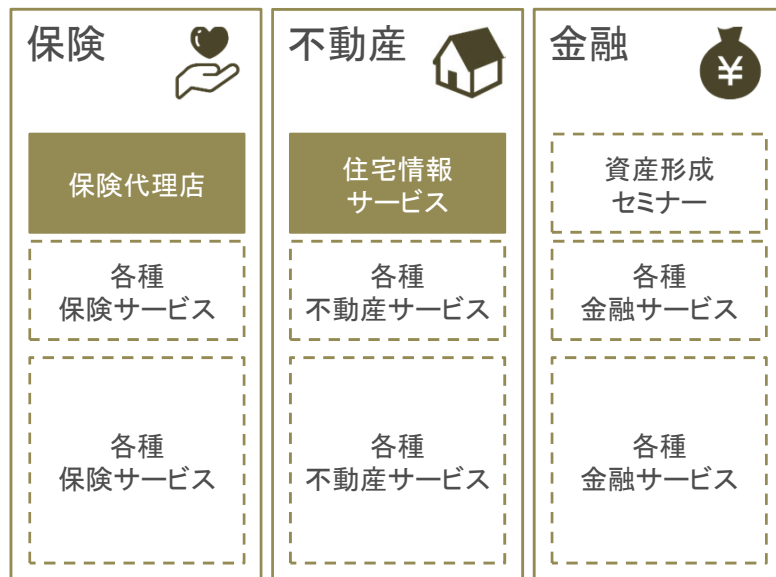 保険
保険代理店
各種
保険サービス
各種
保険サービス
不動産
住宅情報
サービス
各種
不動産サービス
各種
不動産サービス
金融
¥
資産形成
セミナー
各種
金融サービス
各種
金融サービス